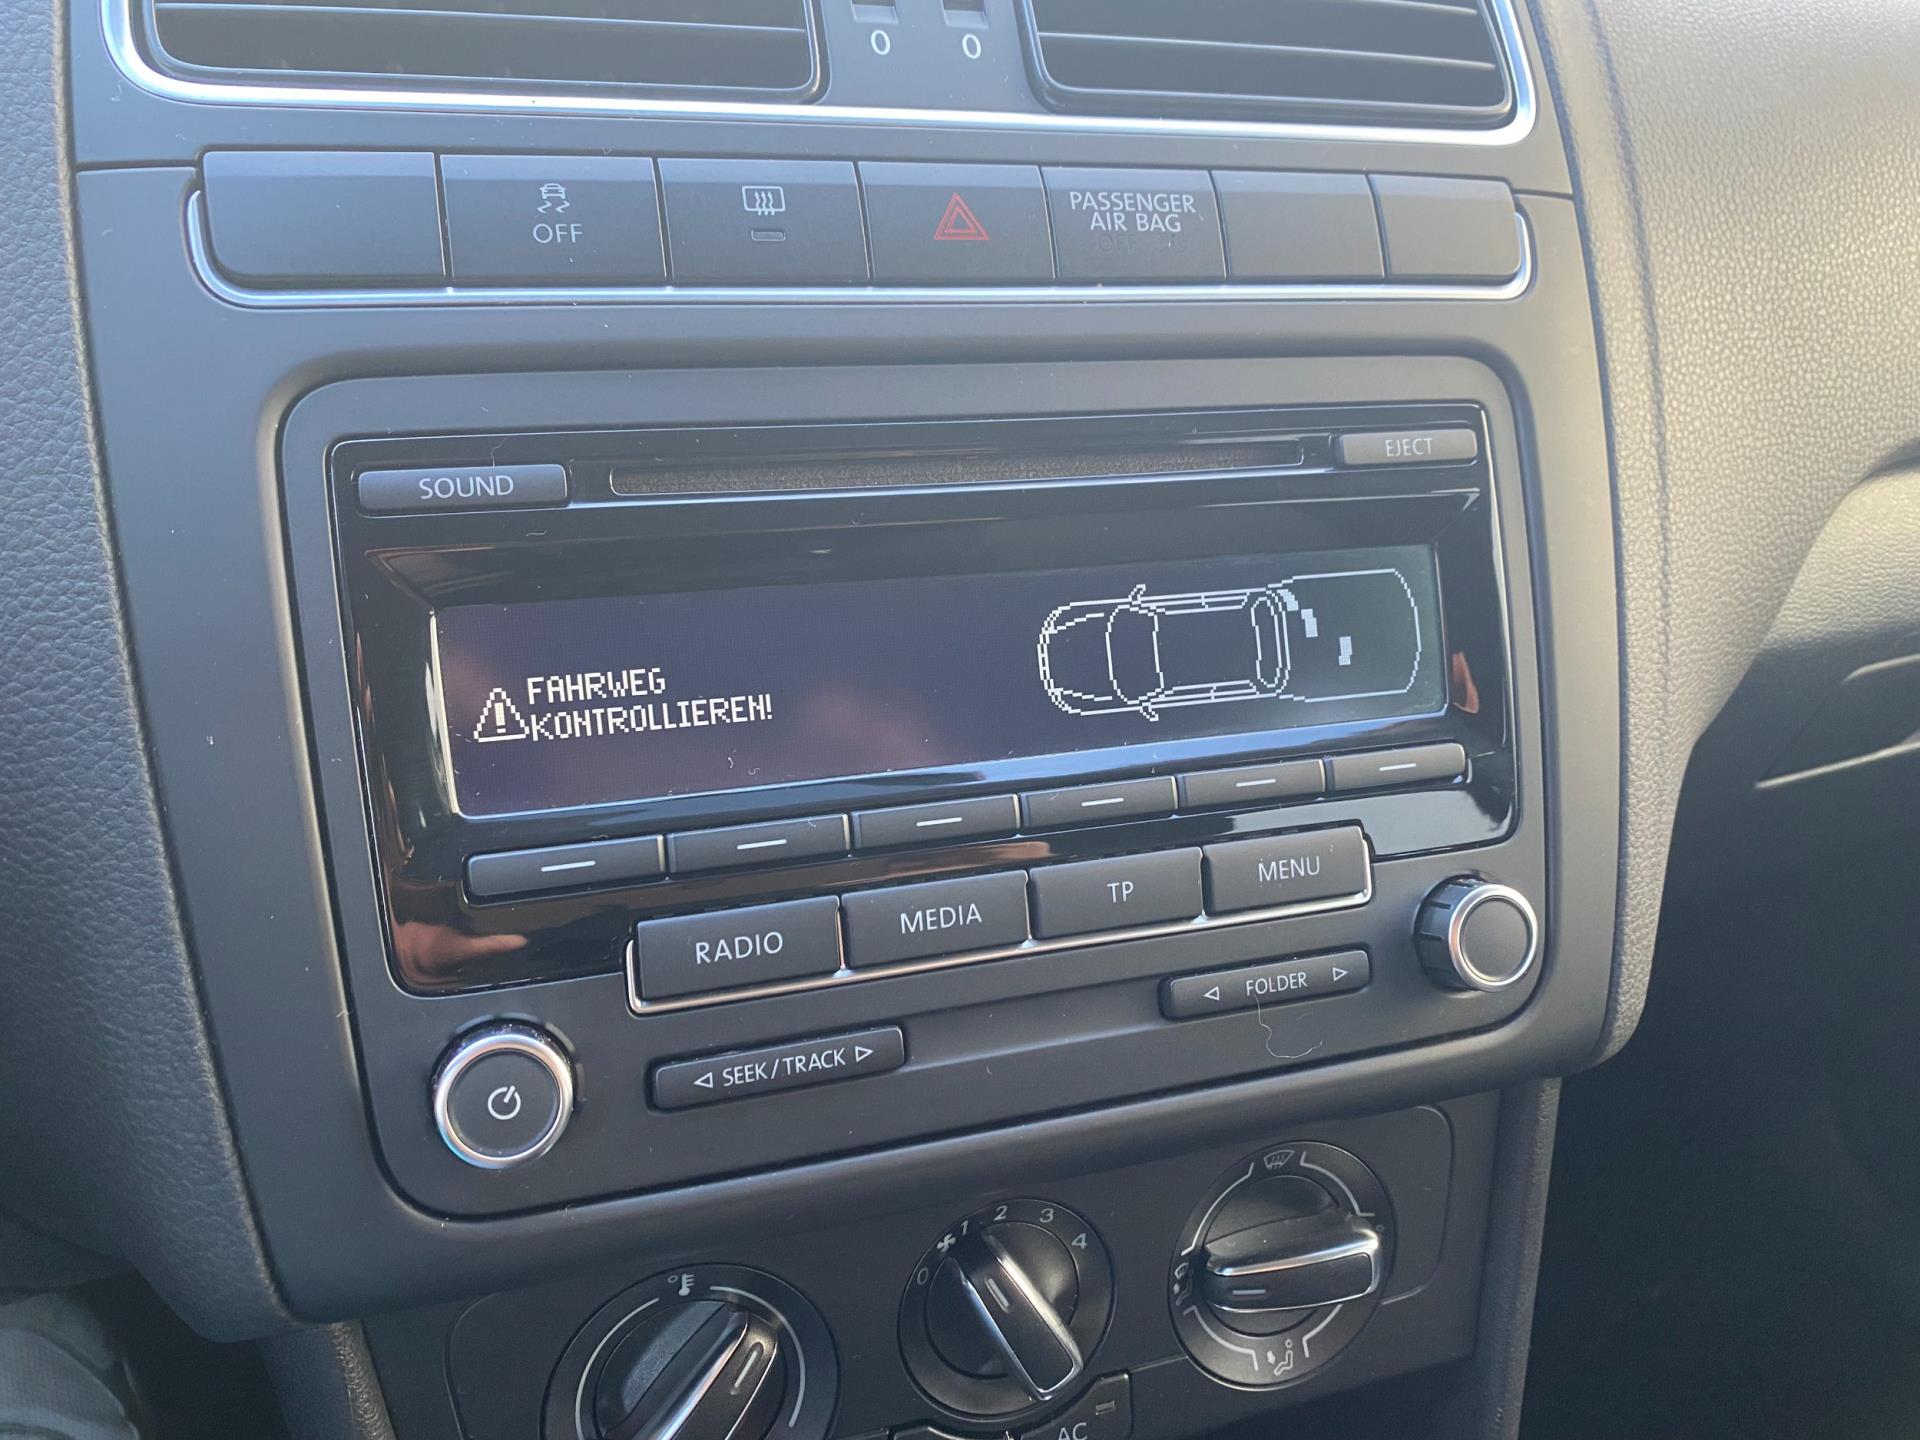 0 0
OFF
PASSENGER
AIR BAG
SOUND
EJECT
FAHRWEG
KONTROLLIEREN!
RADIO MEDIA TP MENU
FOLDER
SEEK/TRACK
0 1 2 3 4
AC